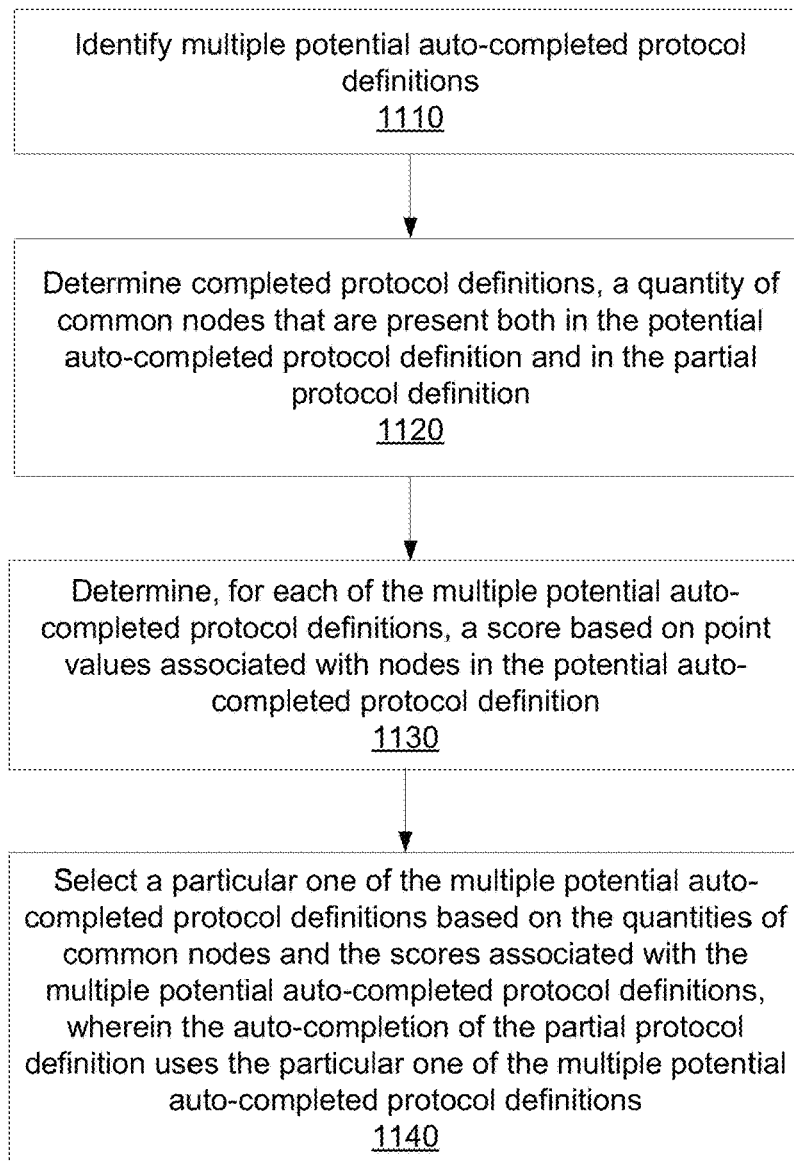 Identify multiple potential auto-completed protocol
definitions
1110
Determine completed protocol definitions, a quantity of
common nodes that are present both in the potential
auto-completed protocol definition and in the partial
protocol definition
1120
Determine, for each of the multiple potential auto-
completed protocol definitions, a score based on point
values associated with nodes in the potential auto-
completed protocol definition
1130
Select a particular one of the multiple potential auto-
completed protocol definitions based on the quantities of
common nodes and the scores associated with the
multiple potential auto-completed protocol definitions,
wherein the auto-completion of the partial protocol
definition uses the particular one of the multiple potential
auto-completed protocol definitions
1140